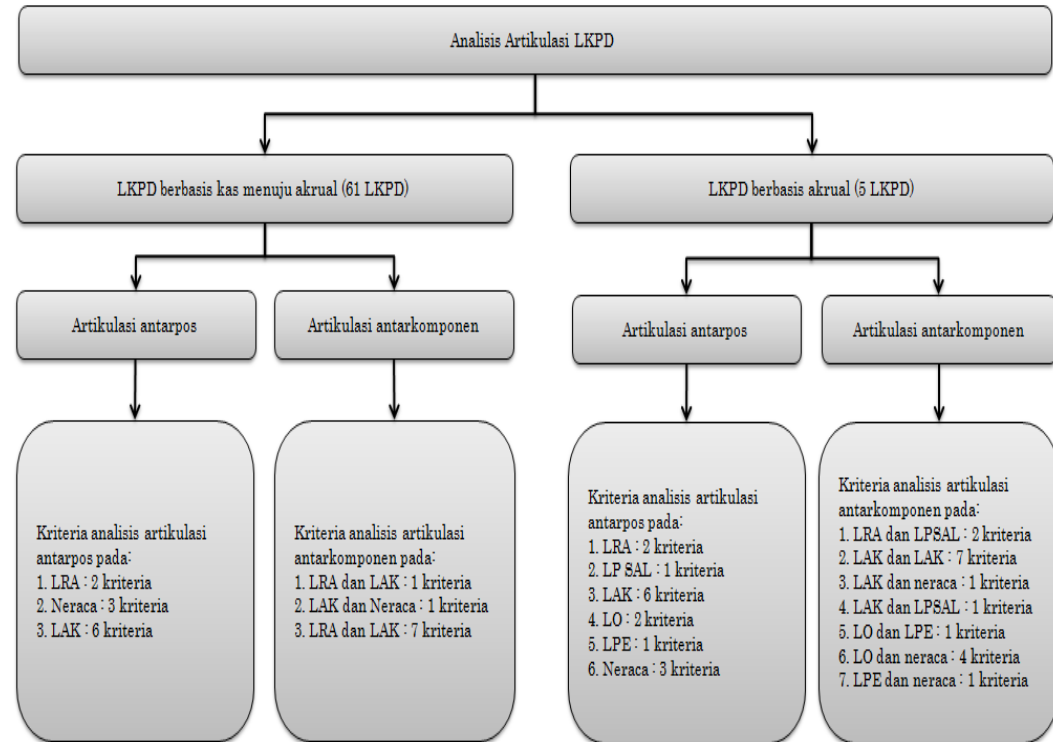 Analisis Artikulasi LKPD
LKPD berbasis kas menuju akrual (61 LKPD)
LKPD berbasis akrual (5 LKPD)
Artikulasi antarpos
Artikulasi antarkomponen
Artikulasi antarpos
Artikulasi antarkomponen
Kriteria analisis artikulasi
antarpos pada:
1. LRA : 2 kriteria
2. Neraca : 3 kriteria
3. LAK : 6 kriteria
Kriteria analisis artikulasi
antarkomponen pada:
1. LRA dan LAK : 1 kriteria
2. LAK dan Neraca : 1 kriteria
3. LRA dan LAK : 7 kriteria
Kriteria analisis artikulasi
antarpos pada:
1. LRA : 2 kriteria
2. LP SAL : 1 kriteria
3. LAK : 6 kriteria
4. LO : 2 kriteria
5. LPE : 1 kriteria
6. Neraca : 3 kriteria
Kriteria analisis artikulasi
antarkomponen pada:
1. LRA dan LPSAL : 2 kriteria
2. LAK dan LAK : 7 kriteria
3. LAK dan neraca : 1 kriteria
4. LAK dan LPSAL : 1 kriteria
5. LO dan LPE : 1 kriteria
6. LO dan neraca : 4 kriteria
7. LPE dan neraca : 1 kriteria